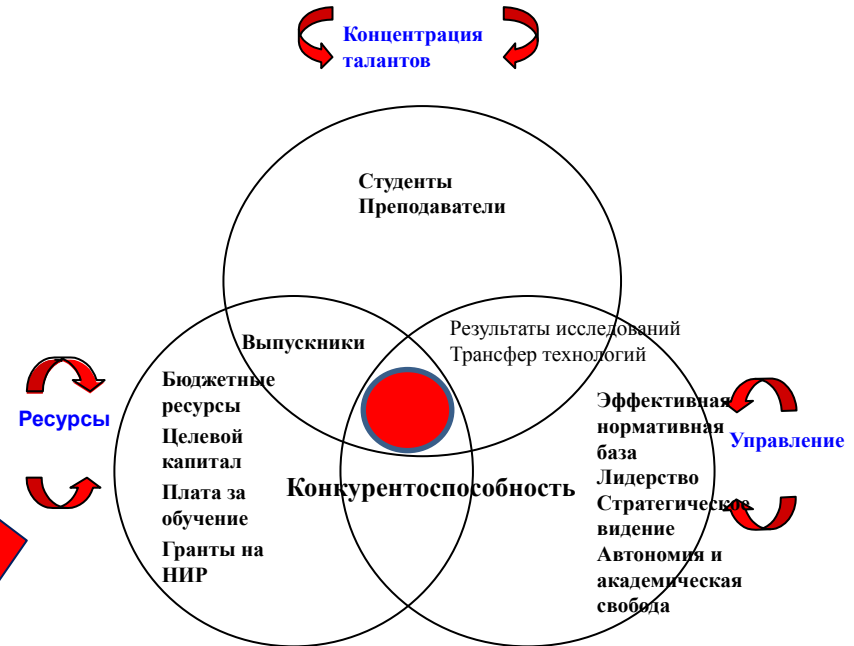 Концентрация
талантов
Студенты
Преподаватели
Выпускники
Результаты исследований
Трансфер технологий
Ресурсы
Бюджетные
ресурсы
Целевой
капитал
Плата за
обучение
Гранты на
НИР
Конкурентоспособность
Эффективная
нормативная
база
Лидерство
Стратегическое
видение
Автономия и
академическая
свобода
Управление